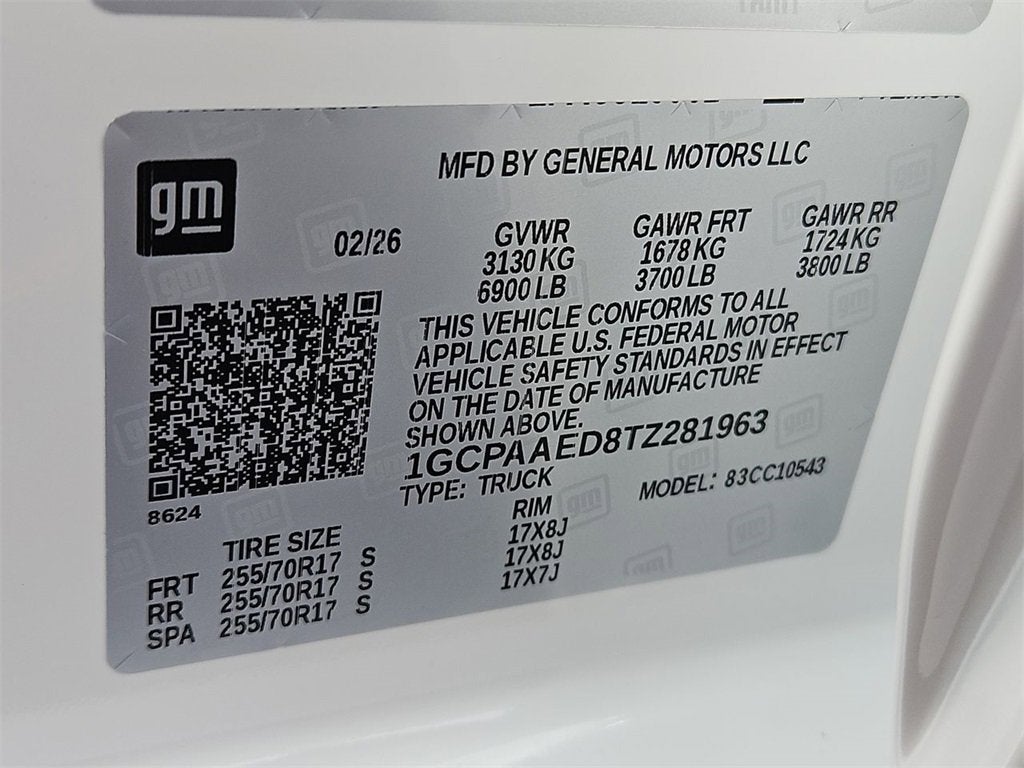 MFD BY GENERAL MOTORS LLC
gm
02/26
GVWR GAWR FRT GAWR RR
3130 KG 1678 KG 1724 KG
6900 LB 3700 LB 3800 LB
THIS VEHICLE CONFORMS TO ALL
APPLICABLE U.S. FEDERAL MOTOR
VEHICLE SAFETY STANDARDS IN EFFECT
ON THE DATE OF MANUFACTURE
SHOWN ABOVE.
1GCPAAED8TZ281963
TYPE: TRUCK MODEL: 83CC10543
8624
TIRE SIZE RIM
FRT 255/70R17 S 17X8J
RR 255/70R17 S 17X8J
SPA 255/70R17 S 17X7J